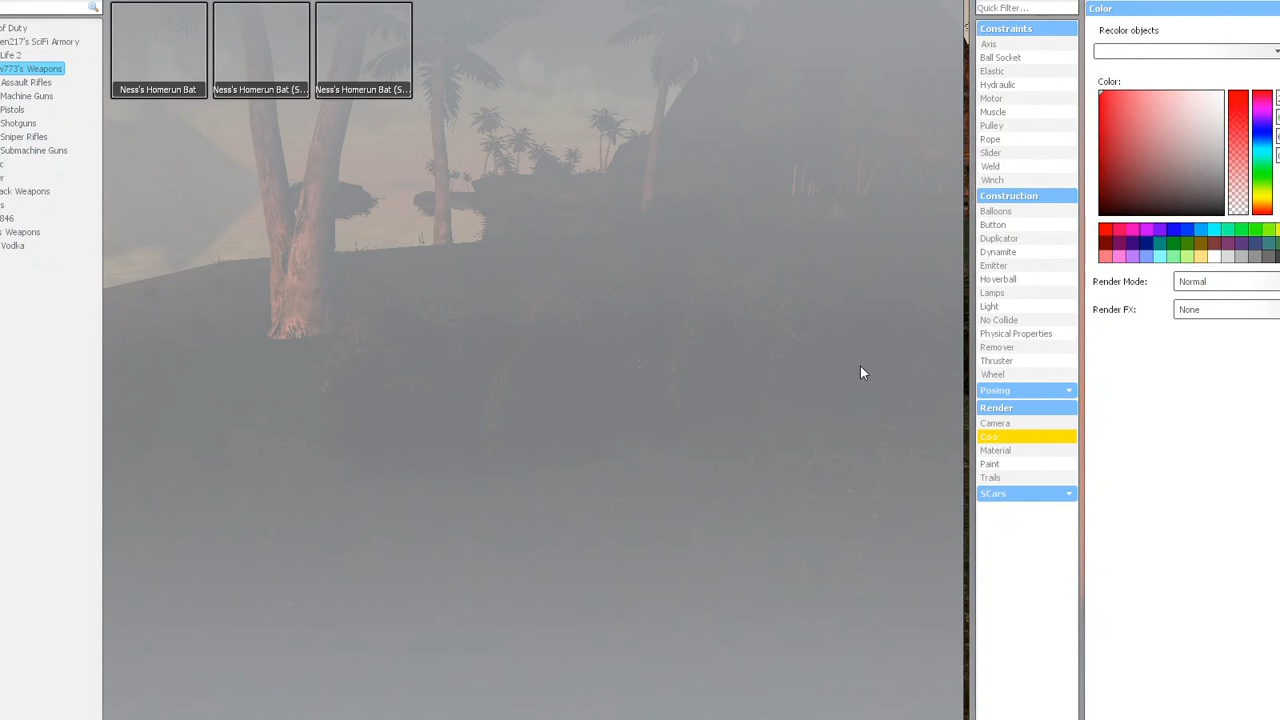 of Duty
en217's SciFi Armory
Life 2
w773's Weapons
Assault Rifles
Machine Guns
Pistols
Shotguns
Sniper Rifles
Submachine Guns
c
er
ack Weapons
s
846
s Weapons
Vodka
Ness's Homerun Bat
Ness's Homerun Bat (S...
Ness's Homerun Bat (S...
Quick Filter...
Constraints
Axis
Ball Socket
Elastic
Hydraulic
Motor
Muscle
Pulley
Rope
Slider
Weld
Winch
Construction
Balloons
Button
Duplicator
Dynamite
Emitter
Hoverball
Lamps
Light
No Collide
Physical Properties
Remover
Thruster
Wheel
Posing
Render
Camera
Color
Material
Paint
Trails
SCars
Color
Recolor objects
Color:
Render Mode: Normal
Render FX: None